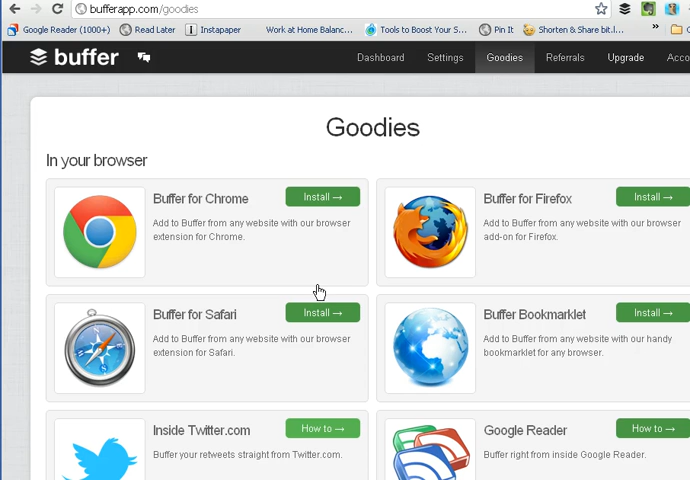 bufferapp.com/goodies
Google Reader (1000+) Read Later Instapaper Work at Home Balanc... Tools to Boost Your S... Pin It Shorten & Share bit.l... »
buffer Dashboard Settings Goodies Referrals Upgrade Acco
Goodies
In your browser
Buffer for Chrome Install → Buffer for Firefox Install →
Add to Buffer from any website with our browser
extension for Chrome.
Add to Buffer from any website with our browser
add-on for Firefox.
Buffer for Safari Install → Buffer Bookmarklet Install →
Add to Buffer from any website with our browser
extension for Safari.
Add to Buffer from any website with our handy
bookmarklet for any browser.
Inside Twitter.com How to → Google Reader How to →
Buffer your retweets straight from Twitter.com.
Buffer right from inside Google Reader.